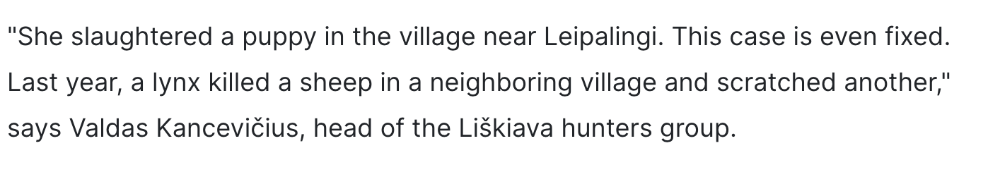 "She slaughtered a puppy in the village near Leipalingi. This case is even fixed.
Last year, a lynx killed a sheep in a neighboring village and scratched another,"
says Valdas Kancevičius, head of the Liškiava hunters group.